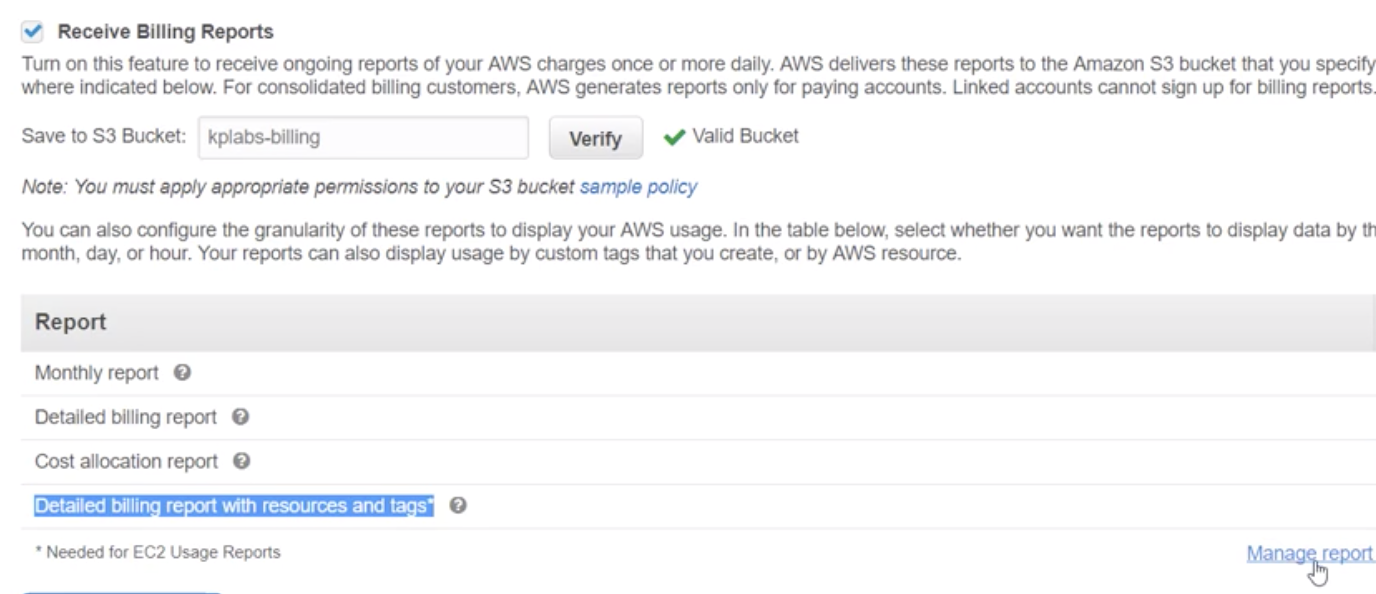 Receive Billing Reports
Turn on this feature to receive ongoing reports of your AWS charges once or more daily. AWS delivers these reports to the Amazon S3 bucket that you specify
where indicated below. For consolidated billing customers, AWS generates reports only for paying accounts. Linked accounts cannot sign up for billing reports.
Save to S3 Bucket: kplabs-billing Verify Valid Bucket
Note: You must apply appropriate permissions to your S3 bucket sample policy
You can also configure the granularity of these reports to display your AWS usage. In the table below, select whether you want the reports to display data by th
month, day, or hour. Your reports can also display usage by custom tags that you create, or by AWS resource.
Report
Monthly report
Detailed billing report
Cost allocation report
Detailed billing report with resources and tags*
* Needed for EC2 Usage Reports
Manage report